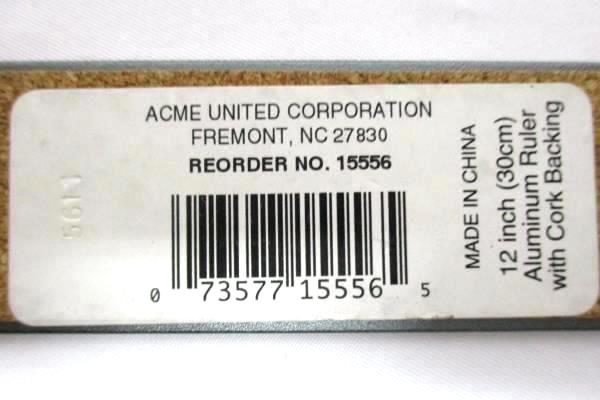 ACME UNITED CORPORATION
FREMONT, NC 27830
REORDER NO. 15556
0 73577 15556 5
MADE IN CHINA
12 inch (30cm)
Aluminum Ruler
with Cork Backing